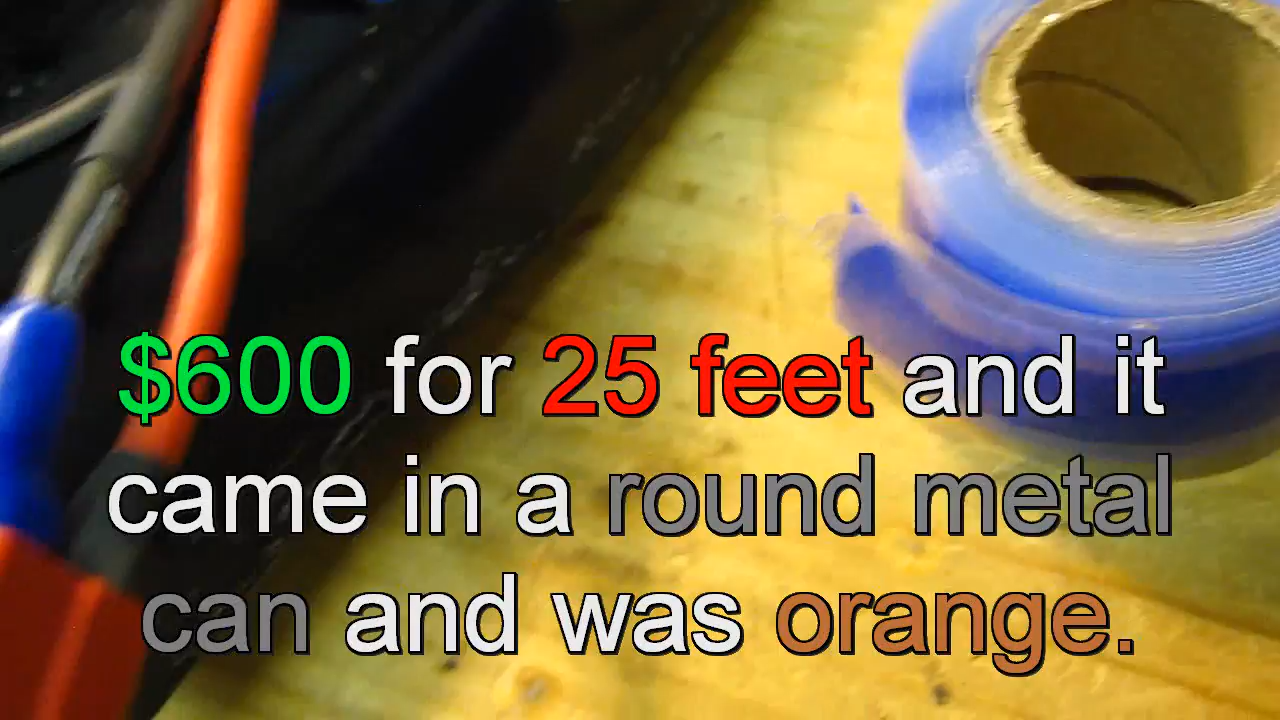 $600 for 25 feet and it
came in a round metal
can and was orange.